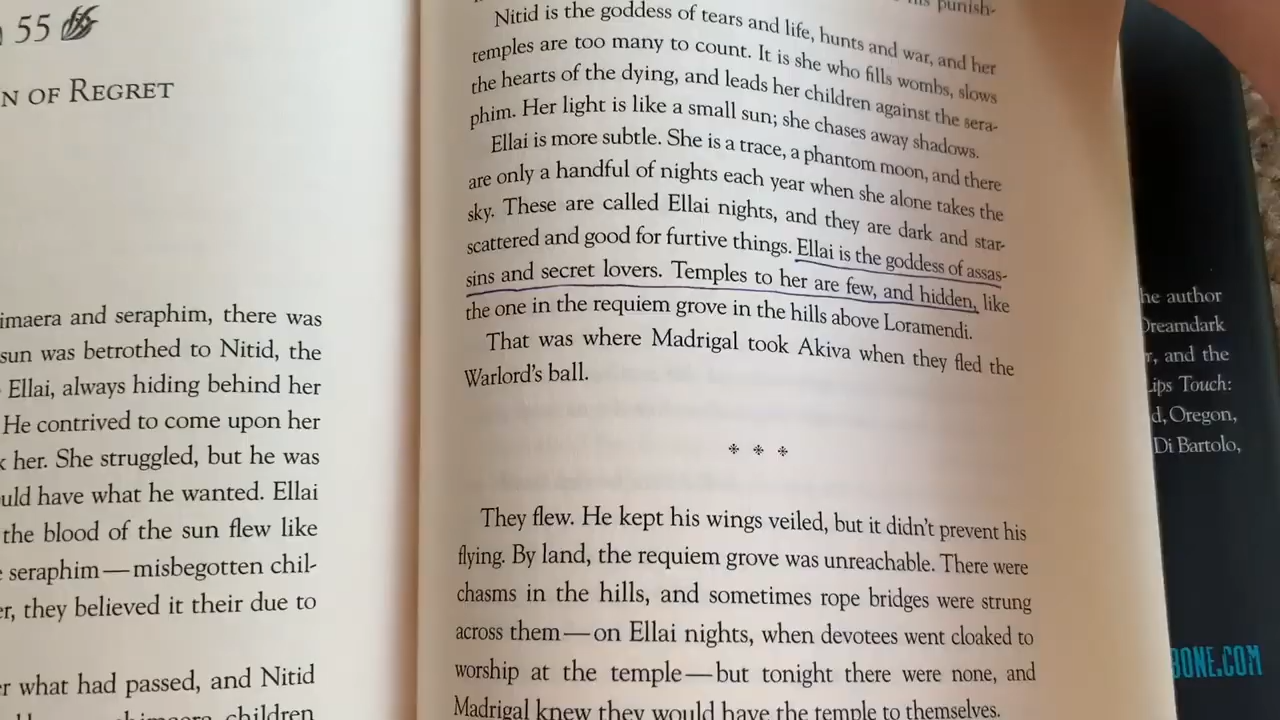 55
N OF REGRET
imaera and seraphim, there was
sun was betrothed to Nitid, the
Ellai, always hiding behind her
He contrived to come upon her
her. She struggled, but he was
uld have what he wanted. Ellai
the blood of the sun flew like
seraphim—misbegotten chil-
er, they believed it their due to
what had passed, and Nitid
children
punish-
Nitid is the goddess of tears and life, hunts and war, and her
temples are too many to count. It is she who fills wombs, slows
the hearts of the dying, and leads her children against the sera-
phim. Her light is like a small sun; she chases away shadows.
Ellai is more subtle. She is a trace, a phantom moon, and there
are only a handful of nights each year when she alone takes the
sky. These are called Ellai nights, and they are dark and star-
scattered and good for furtive things. Ellai is the goddess of assas-
sins and secret lovers. Temples to her are few, and hidden, like
the one in the requiem grove in the hills above Loramendi.
That was where Madrigal took Akiva when they fled the
Warlord's ball.
They flew. He kept his wings veiled, but it didn't prevent his
flying. By land, the requiem grove was unreachable. There were
chasms in the hills, and sometimes rope bridges were strung
across them—on Ellai nights, when devotees went cloaked to
worship at the temple—but tonight there were none, and
Madrigal knew they would have the temple to themselves.
he author
Dreamdark
r, and the
Lips Touch:
d, Oregon,
Di Bartolo,
BONE.COM